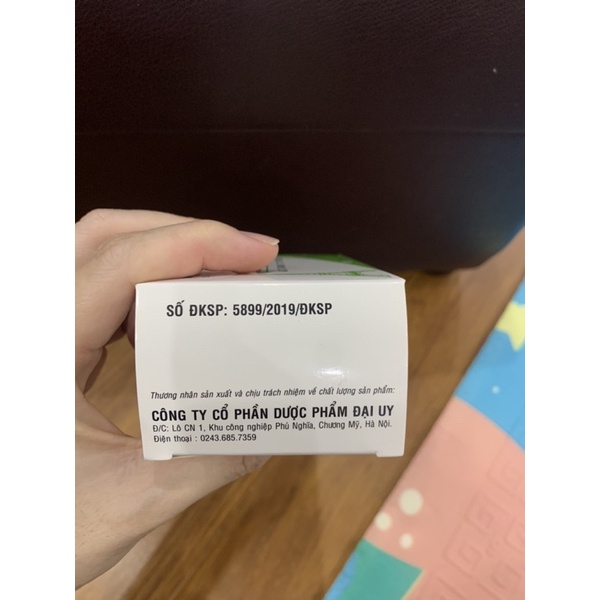 SỐ ĐKSP: 5899/2019/ĐKSP
Thương nhân sản xuất và chịu trách nhiệm về chất lượng sản phẩm:
CÔNG TY CỔ PHẦN DƯỢC PHẨM ĐẠI UY
Đ/C: Lô CN 1, Khu công nghiệp Phú Nghĩa, Chương Mỹ, Hà Nội.
Điện thoại : 0243.685.7359